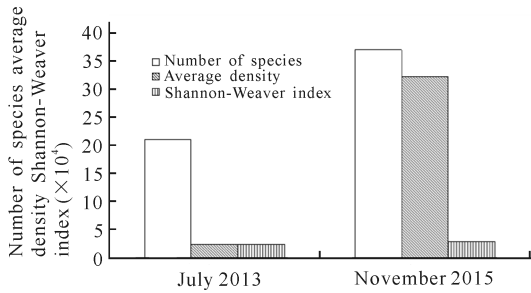 Number of species average
density Shannon-Weaver
index(×10⁴)
40
35
30
25
20
15
10
5
0
Number of species
Average density
Shannon-Weaver index
July 2013
November 2015